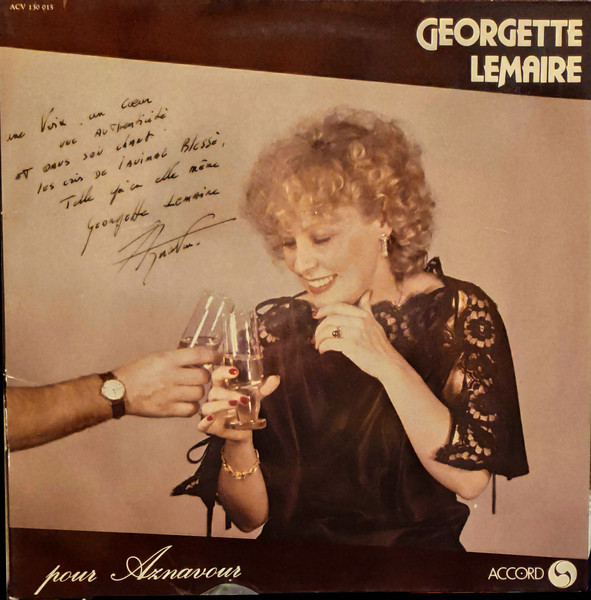 ACV 130 013
GEORGETTE
LEMAIRE
une Voix, un Cœur
une Authenticité
et dans son chant
les cris de l'animal Blessé,
Telle qu'en elle même
Georgette Lemaire
Aznavour
pour Aznavour
ACCORD